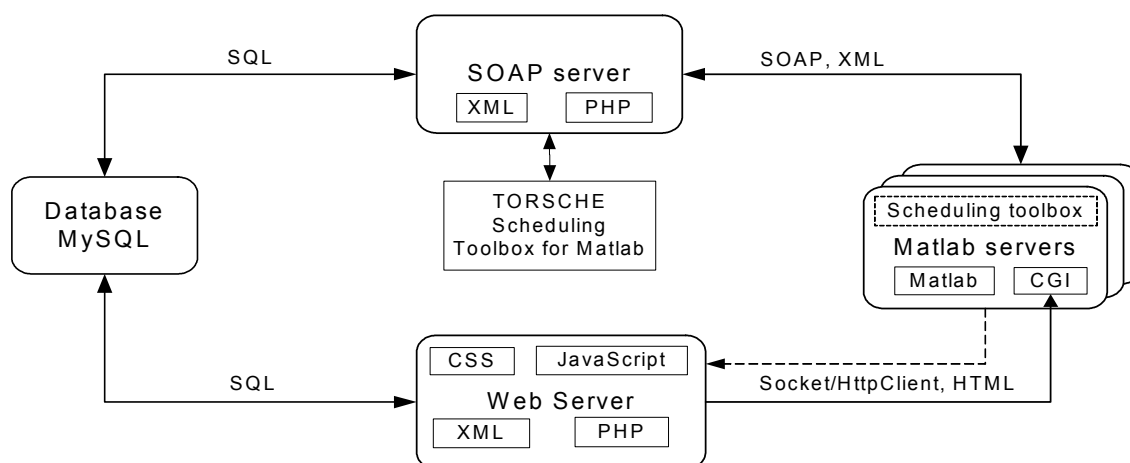 SQL
SOAP server
XML
PHP
SOAP, XML
Database
MySQL
TORSCHE
Scheduling
Toolbox for Matlab
Scheduling toolbox
Matlab servers
Matlab
CGI
CSS
JavaScript
SQL
Web Server
XML
PHP
Socket/HttpClient, HTML